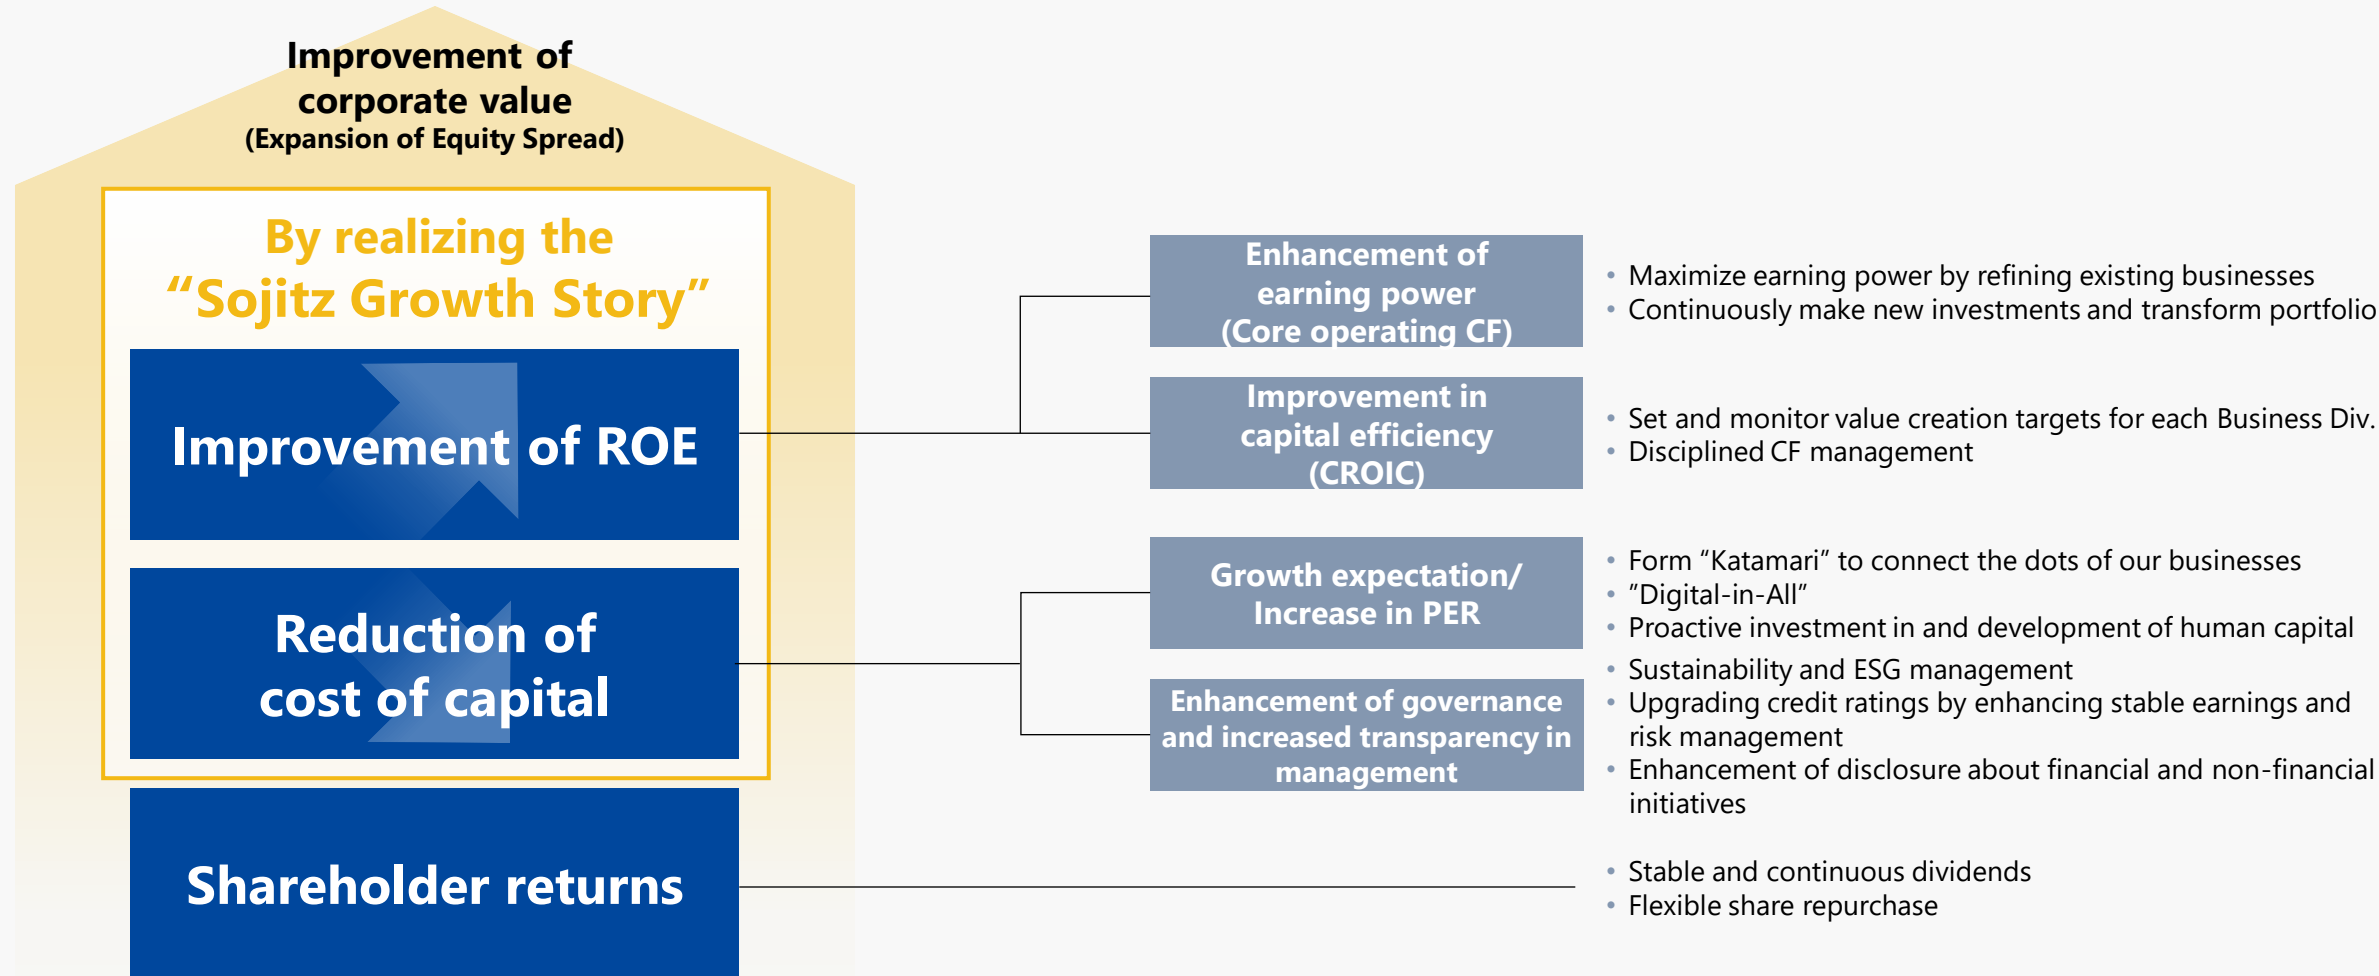 Improvement of
corporate value
(Expansion of Equity Spread)
By realizing the
“Sojitz Growth Story”
Improvement of ROE
Reduction of
cost of capital
Shareholder returns
Enhancement of
earning power
(Core operating CF)
• Maximize earning power by refining existing businesses
• Continuously make new investments and transform portfolio
Improvement in
capital efficiency
(CROIC)
• Set and monitor value creation targets for each Business Div.
• Disciplined CF management
Growth expectation/
Increase in PER
• Form “Katamari” to connect the dots of our businesses
• ”Digital-in-All”
• Proactive investment in and development of human capital
Enhancement of governance
and increased transparency in
management
• Sustainability and ESG management
• Upgrading credit ratings by enhancing stable earnings and
risk management
• Enhancement of disclosure about financial and non-financial
initiatives
• Stable and continuous dividends
• Flexible share repurchase